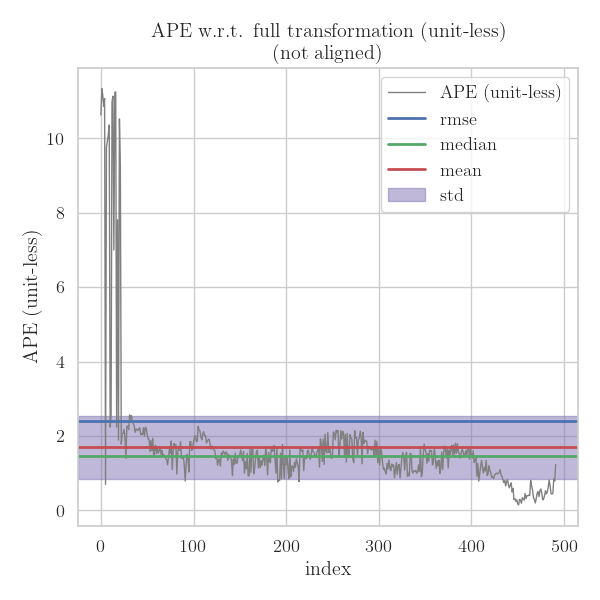 APE w.r.t. full transformation (unit-less)
(not aligned)
APE (unit-less)
rmse
median
mean
std
APE (unit-less)
10
8
6
4
2
0
0 100 200 300 400 500
index